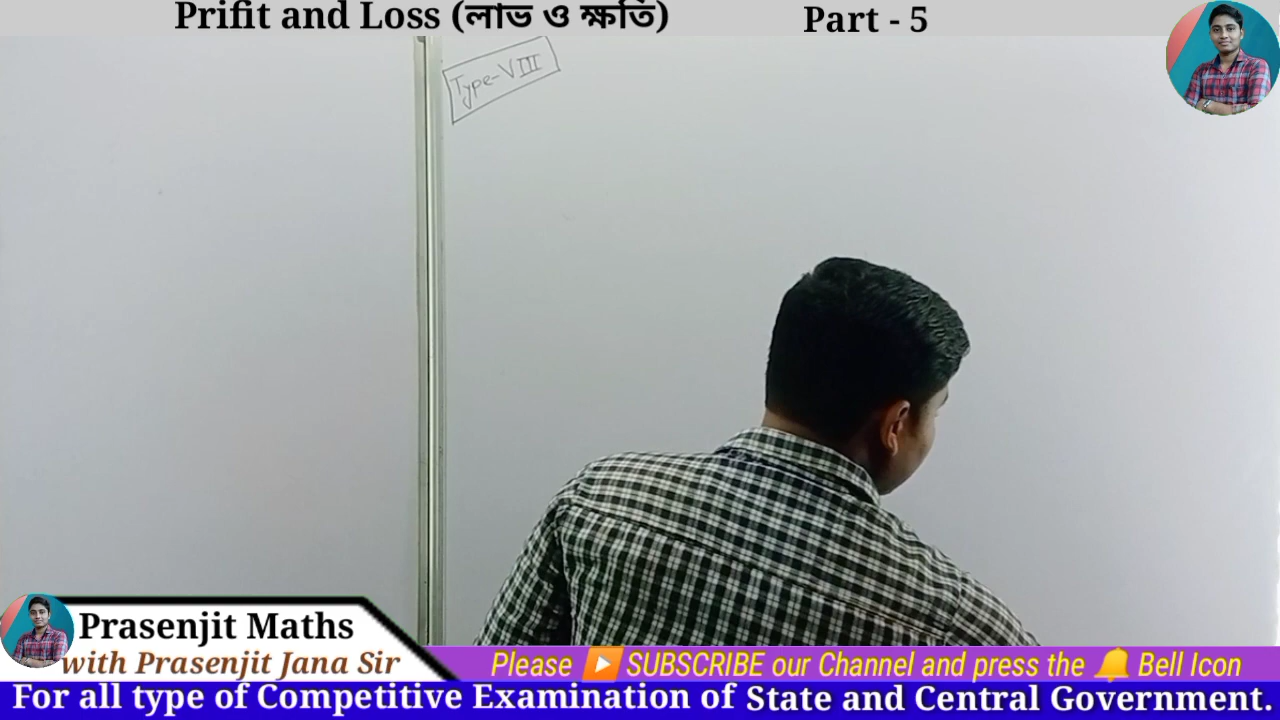 Prifit and Loss (লাভ ও ক্ষতি) Part - 5
Type-VIII
Prasenjit Maths
with Prasenjit Jana Sir
Please ▶️ SUBSCRIBE our Channel and press the 🔔 Bell Icon
For all type of Competitive Examination of State and Central Government.